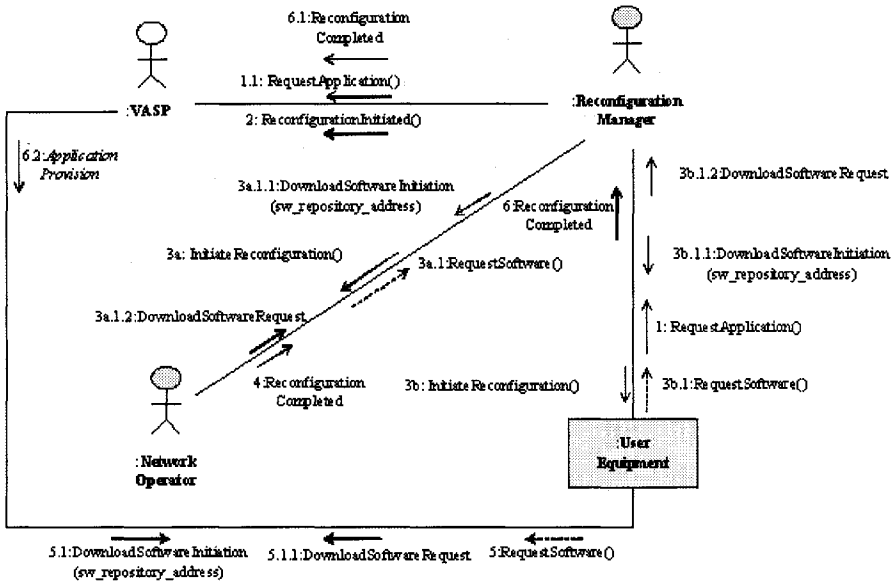 6.1:Reconfiguration
Completed
1.1: RequestApplication()
:VASP
:Reconfiguration
Manager
2: ReconfigurationInitiated()
6.2:Application
Provision
3b.1.2:DownloadSoftwareRequest
3a.1.1:DownloadSoftwareInitiation
(sw_repository_address)
6:Reconfiguration
Completed
3a: InitiateReconfiguration()
3a.1:RequestSoftware()
3b.1.1:DownloadSoftwareInitiation
(sw_repository_address)
3a.1.2:DownloadSoftwareRequest
1: RequestApplication()
4:Reconfiguration
Completed
3b: InitiateReconfiguration()
3b.1:RequestSoftware()
:Network
Operator
:User
Equipment
5.1:DownloadSoftwareInitiation
(sw_repository_address)
5.1.1:DownloadSoftwareRequest
5:RequestSoftware()